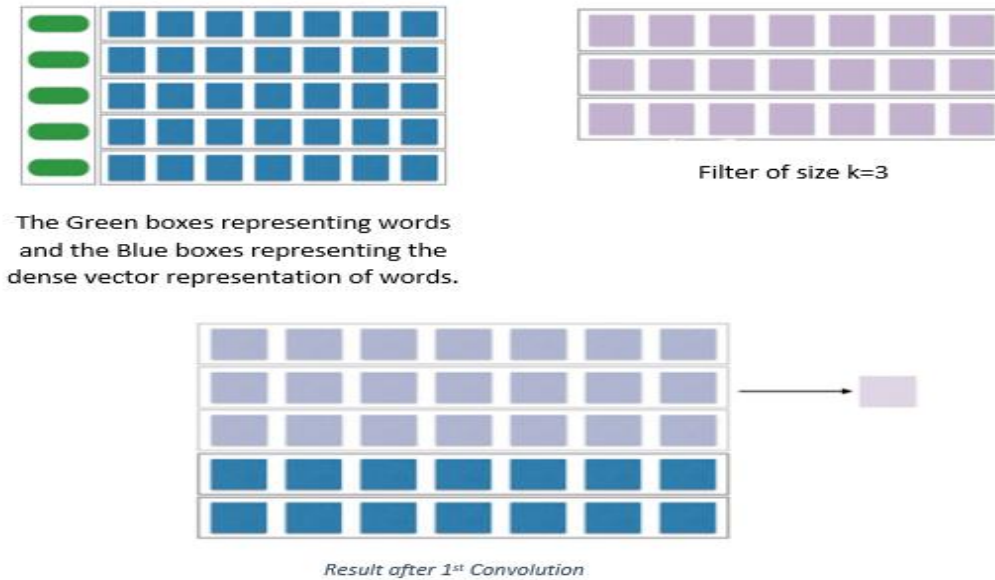 Filter of size k=3
The Green boxes representing words
and the Blue boxes representing the
dense vector representation of words.
Result after 1st Convolution